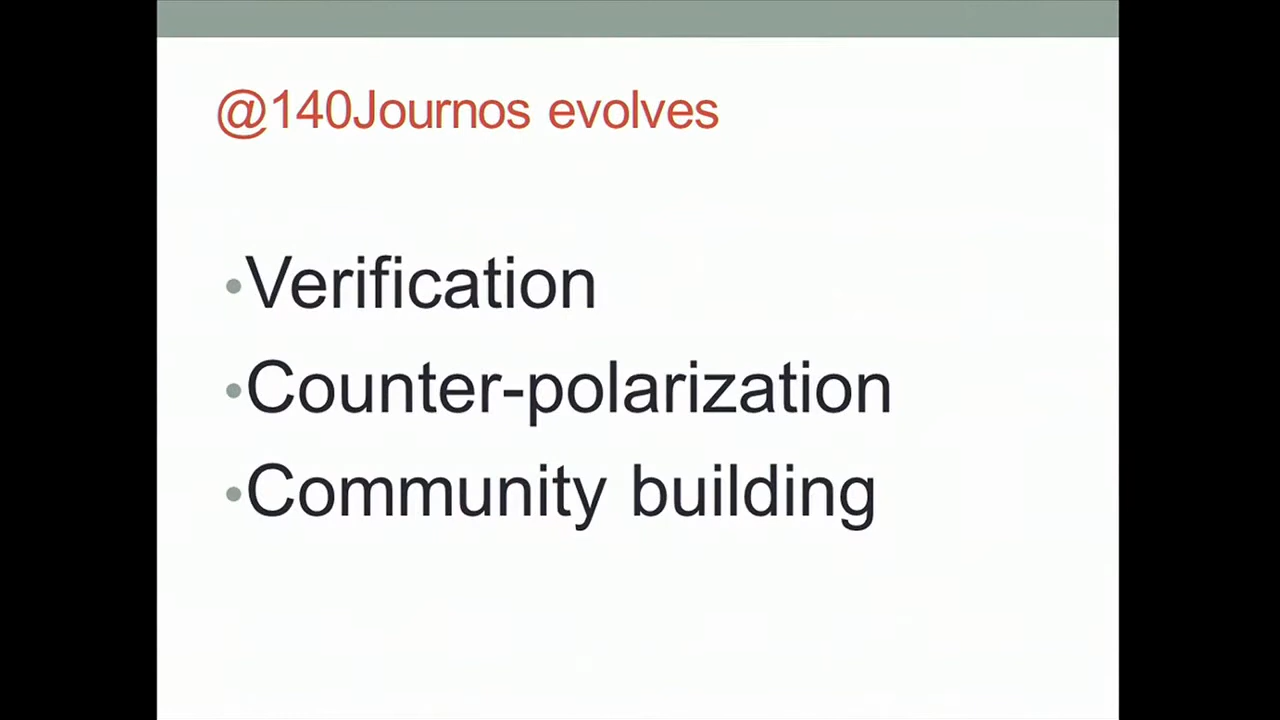 @140Journos evolves
•Verification
•Counter-polarization
•Community building